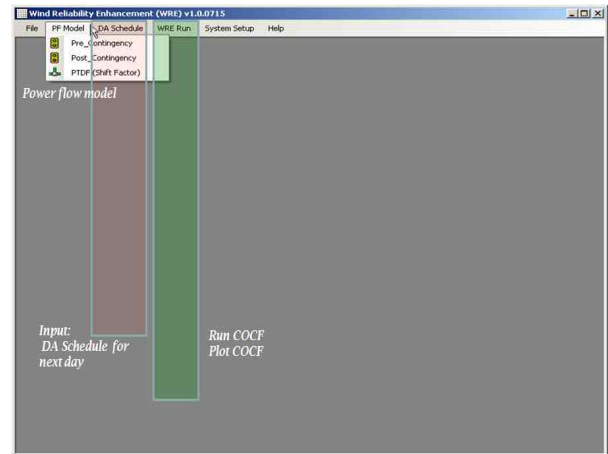 Wind Reliability Enhancement (WRE) v1.0.0715
File PF Model DA Schedule WRE Run System Setup Help
Pre_Contingency
Post_Contingency
PTDF (Shift Factor)
Power flow model
Input:
DA Schedule for
next day
Run COCF
Plot COCF